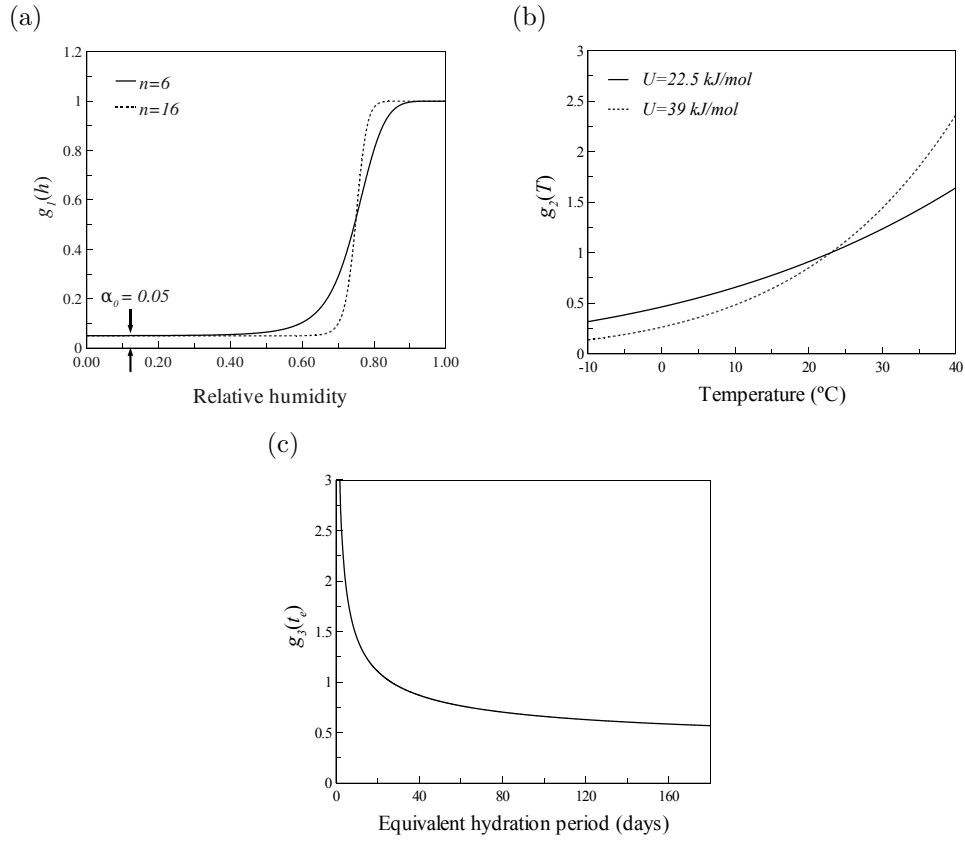 (a)
1.2
1
0.8
0.6
0.4
0.2
0
g1(h)
n=6
n=16
α0 = 0.05
0.00 0.20 0.40 0.60 0.80 1.00
Relative humidity
(b)
3
2.5
2
1.5
1
0.5
0
g2(T)
U=22.5 kJ/mol
U=39 kJ/mol
-10 0 10 20 30 40
Temperature (ºC)
(c)
3
2.5
2
1.5
1
0.5
0
g3(te)
0 40 80 120 160
Equivalent hydration period (days)